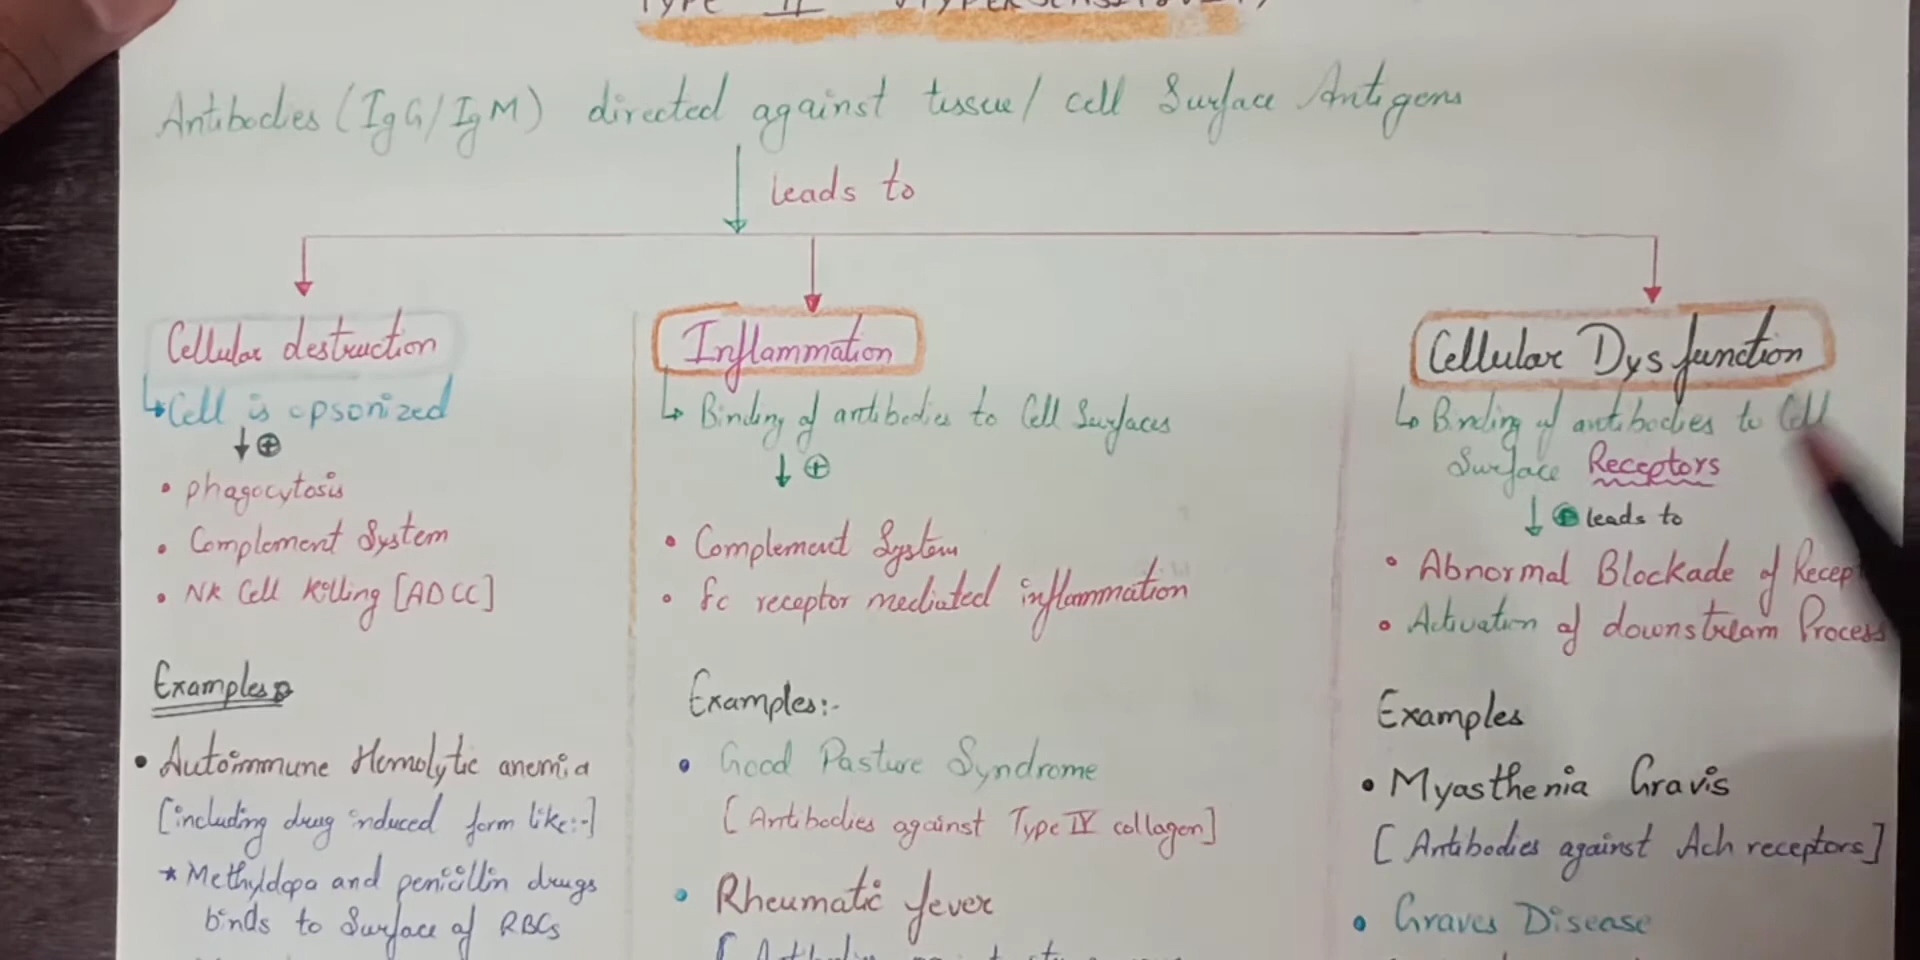 Antibodies (IgG/IgM) directed against tissue/ cell Surface Antigens
leads to
Cellular destruction
Cell is opsonized
⊕
• phagocytosis
• Complement System
• NK Cell Killing [ADCC]
Examples
• Autoimmune Hemolytic anemia
[including drug induced form like:-]
* Methyldopa and penicillin drugs
binds to Surface of RBCs
Inflammation
Binding of antibodies to Cell Surfaces
⊕
• Complement System
• fc receptor mediated inflammation
Examples:-
• Good Pasture Syndrome
[Antibodies against Type IV collagen]
• Rheumatic fever
Cellular Dysfunction
Binding of antibodies to Cell
Surface Receptors
leads to
• Abnormal Blockade of Recep
• Activation of downstream Process
Examples
• Myasthenia Gravis
[Antibodies against Ach receptors]
• Graves Disease